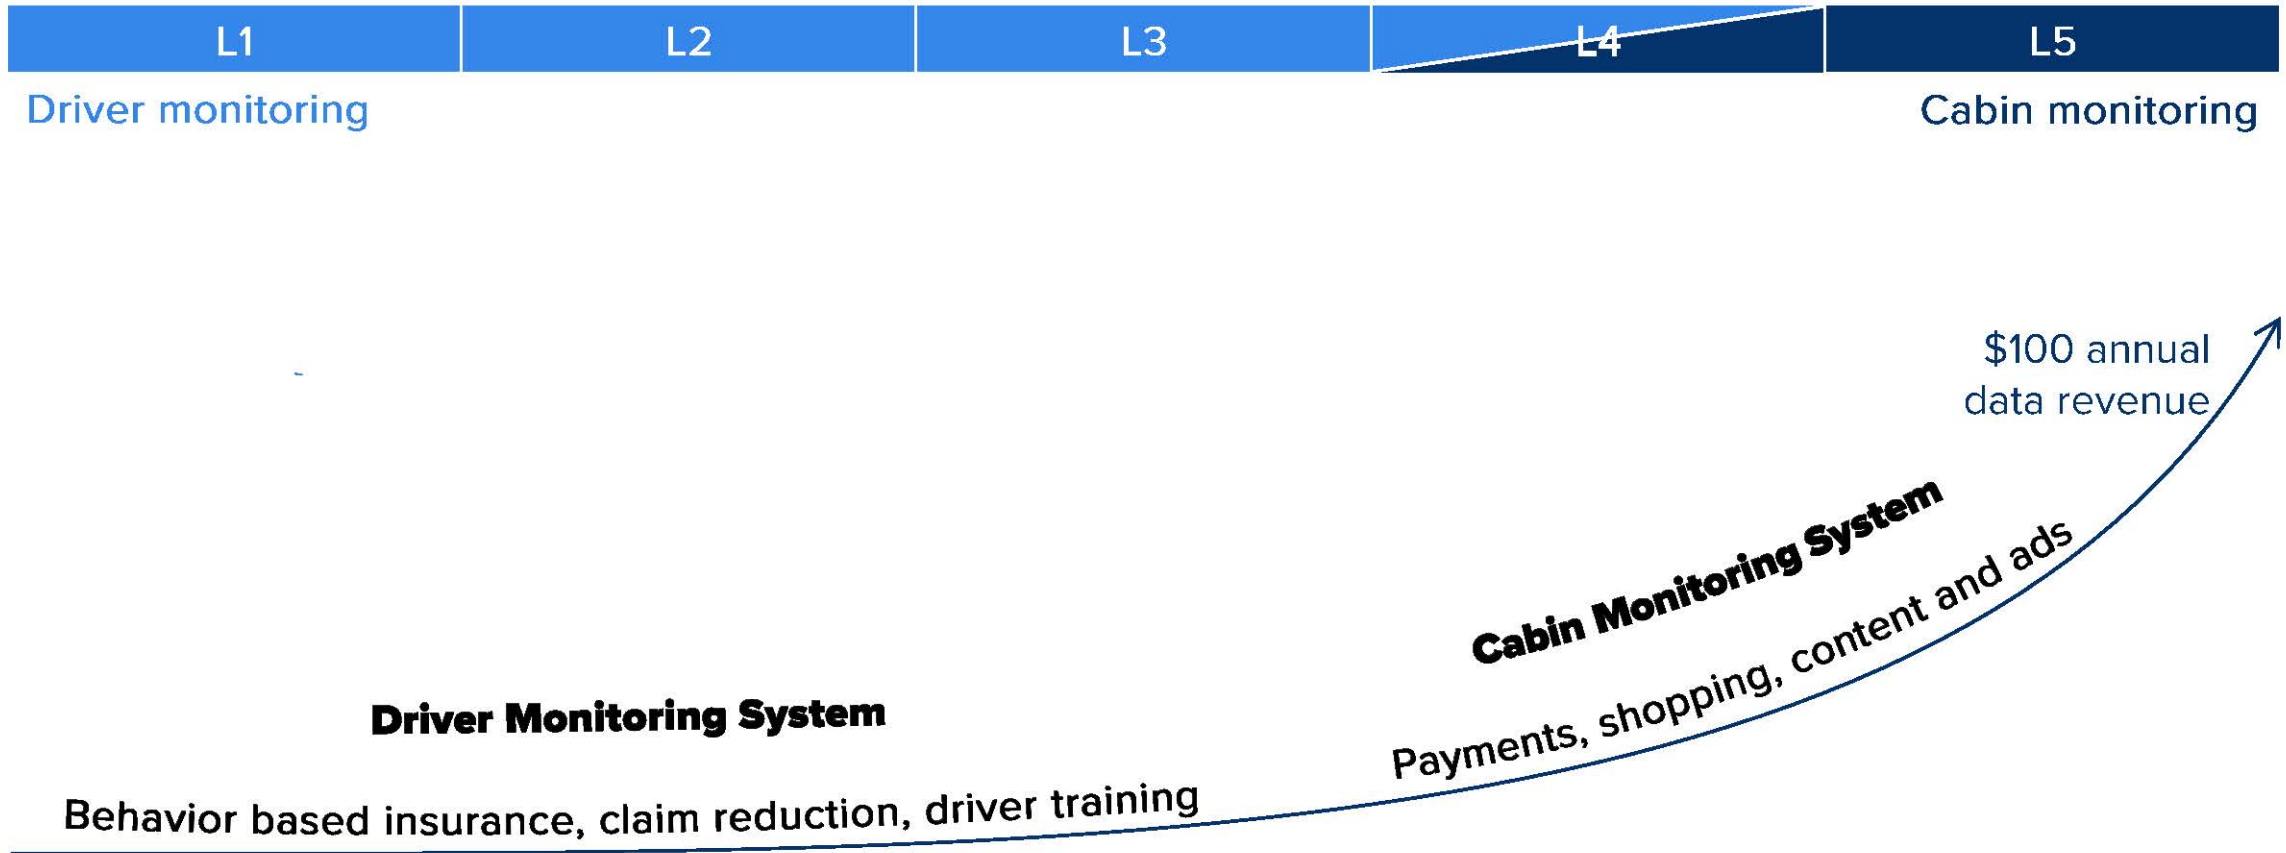 L1
L2
L3
L4
L5
Driver monitoring
Cabin monitoring
$100 annual
data revenue
Cabin Monitoring System
Payments, shopping, content and ads
Driver Monitoring System
Behavior based insurance, claim reduction, driver training